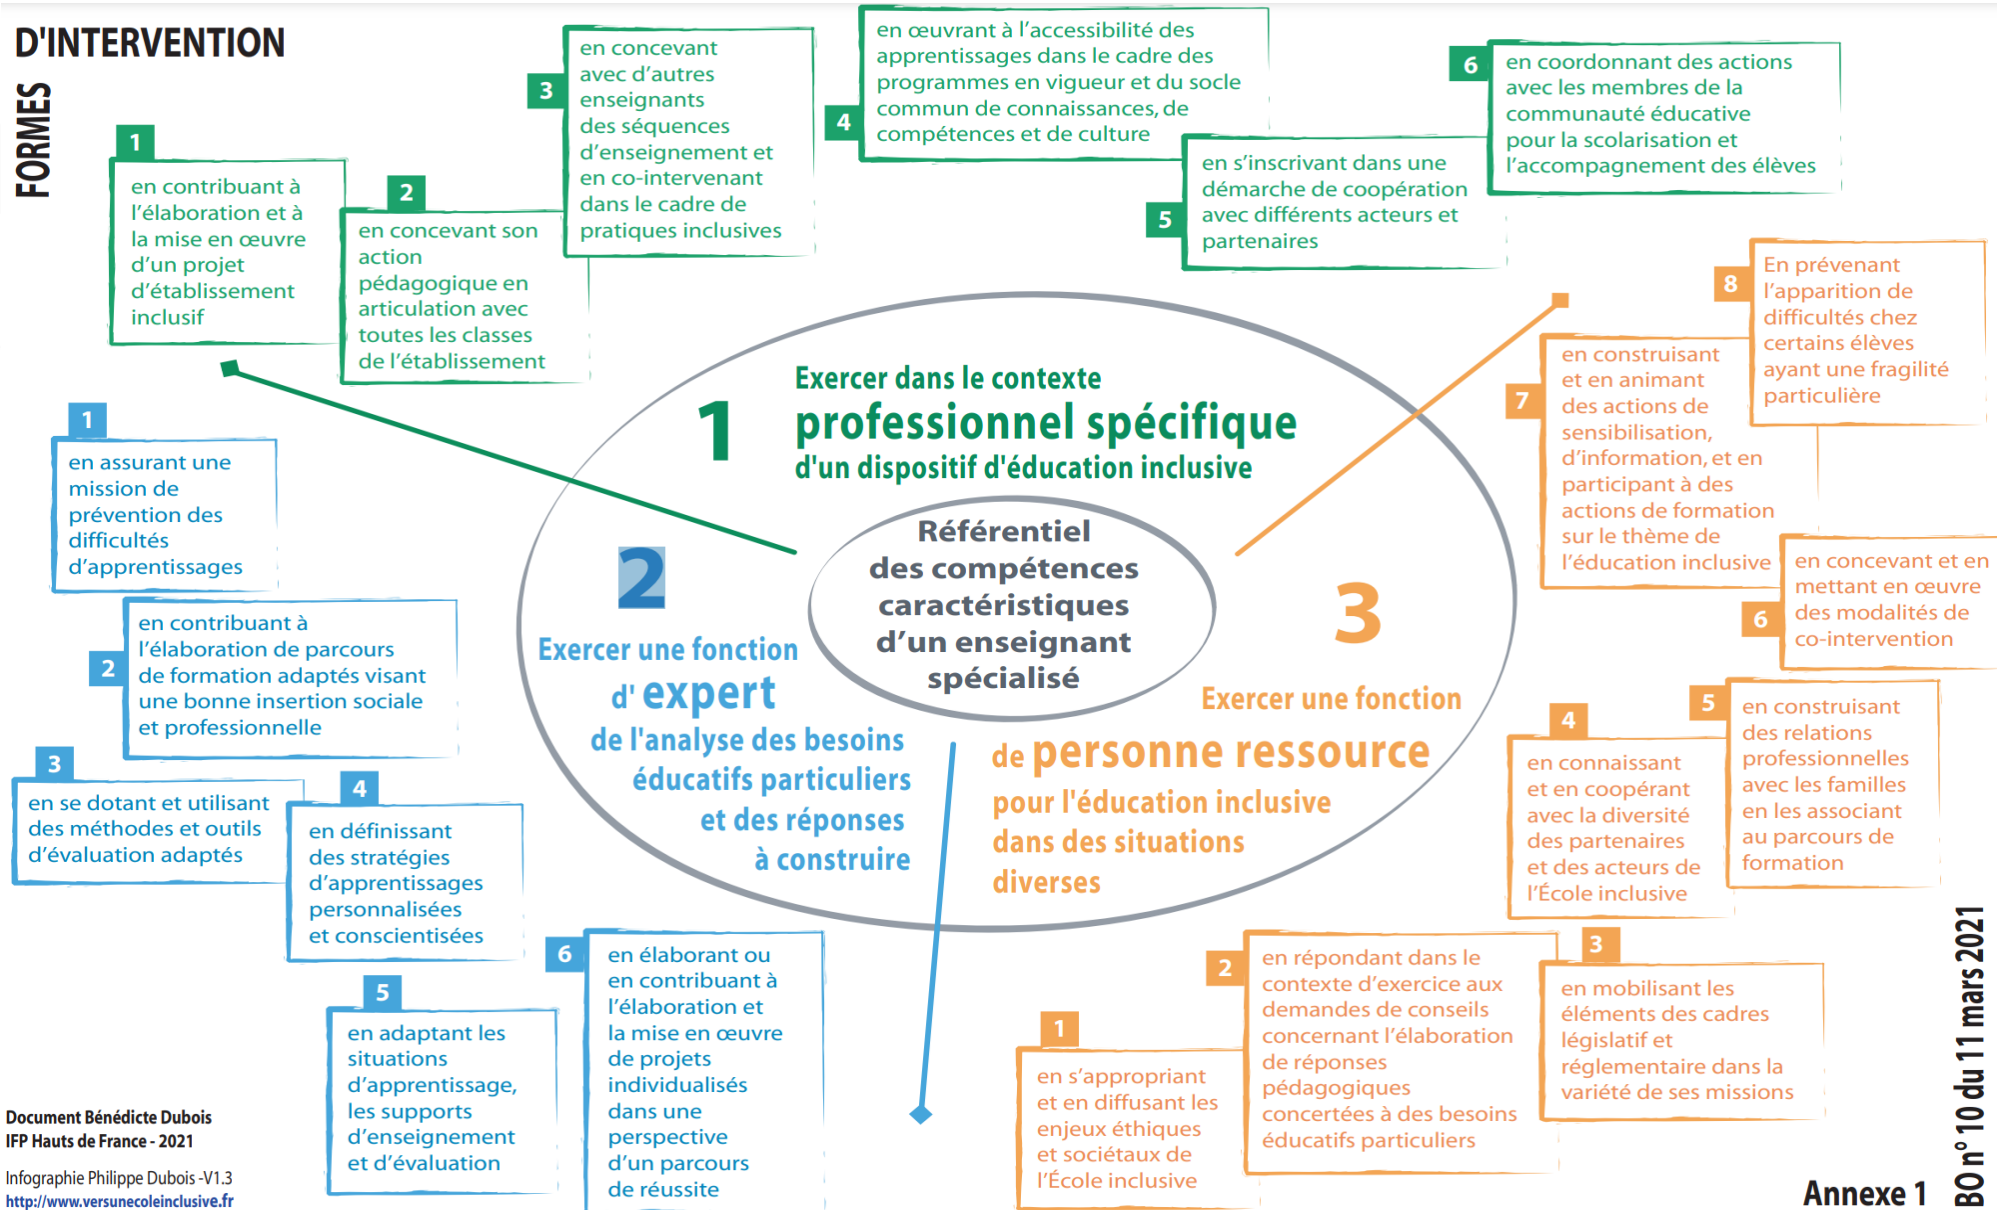 D'INTERVENTION
FORMES
1
en contribuant à
l'élaboration et à
la mise en œuvre
d'un projet
d'établissement
inclusif
2
en concevant son
action
pédagogique en
articulation avec
toutes les classes
de l'établissement
3
en concevant
avec d'autres
enseignants
des séquences
d'enseignement et
en co-intervenant
dans le cadre de
pratiques inclusives
4
en œuvrant à l'accessibilité des
apprentissages dans le cadre des
programmes en vigueur et du socle
commun de connaissances, de
compétences et de culture
5
en s'inscrivant dans une
démarche de coopération
avec différents acteurs et
partenaires
6
en coordonnant des actions
avec les membres de la
communauté éducative
pour la scolarisation et
l'accompagnement des élèves
1
Exercer dans le contexte
professionnel spécifique
d'un dispositif d'éducation inclusive
Référentiel
des compétences
caractéristiques
d'un enseignant
spécialisé
2
Exercer une fonction
d' expert
de l'analyse des besoins
éducatifs particuliers
et des réponses
à construire
3
Exercer une fonction
de personne ressource
pour l'éducation inclusive
dans des situations
diverses
1
en assurant une
mission de
prévention des
difficultés
d'apprentissages
2
en contribuant à
l'élaboration de parcours
de formation adaptés visant
une bonne insertion sociale
et professionnelle
3
en se dotant et utilisant
des méthodes et outils
d'évaluation adaptés
4
en définissant
des stratégies
d'apprentissages
personnalisées
et conscientisées
5
en adaptant les
situations
d'apprentissage,
les supports
d'enseignement
et d'évaluation
6
en élaborant ou
en contribuant à
l'élaboration et
la mise en œuvre
de projets
individualisés
dans une
perspective
d'un parcours
de réussite
1
en s'appropriant
et en diffusant les
enjeux éthiques
et sociétaux de
l'École inclusive
2
en répondant dans le
contexte d'exercice aux
demandes de conseils
concernant l'élaboration
de réponses
pédagogiques
concertées à des besoins
éducatifs particuliers
3
en mobilisant les
éléments des cadres
législatif et
réglementaire dans la
variété de ses missions
4
en connaissant
et en coopérant
avec la diversité
des partenaires
et des acteurs de
l'École inclusive
5
en construisant
des relations
professionnelles
avec les familles
en les associant
au parcours de
formation
6
en concevant et en
mettant en œuvre
des modalités de
co-intervention
7
en construisant
et en animant
des actions de
sensibilisation,
d'information, et en
participant à des
actions de formation
sur le thème de
l'éducation inclusive
8
En prévenant
l'apparition de
difficultés chez
certains élèves
ayant une fragilité
particulière
Document Bénédicte Dubois
IFP Hauts de France - 2021
Infographie Philippe Dubois -V1.3
http://www.versunecoleinclusive.fr
Annexe 1
BO n° 10 du 11 mars 2021